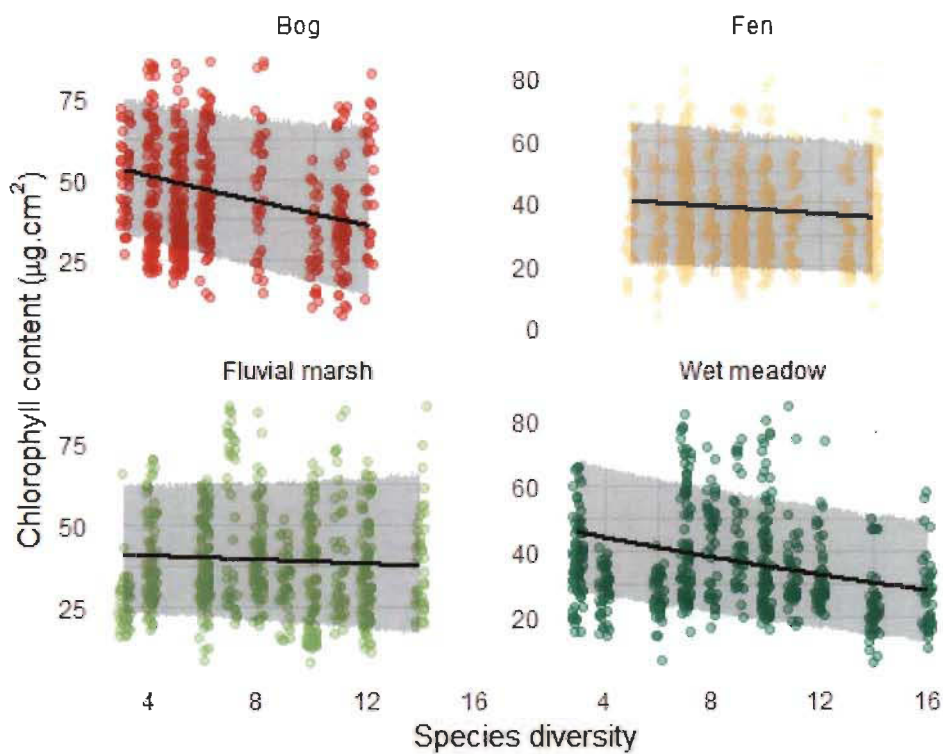 Bog
Fen
75
50
25
80
60
40
20
0
Chlorophyll content (µg.cm²)
Fluvial marsh
Wet meadow
75
50
25
80
60
40
20
4 8 12 16
4 8 12 16
Species diversity